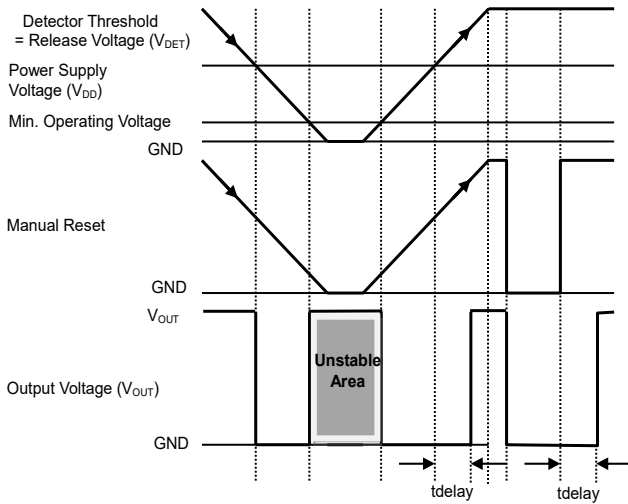 Detector Threshold
= Release Voltage (VDET)
Power Supply
Voltage (VDD)
Min. Operating Voltage
GND
Manual Reset
GND
VOUT
Unstable
Area
Output Voltage (VOUT)
GND
tdelay
tdelay